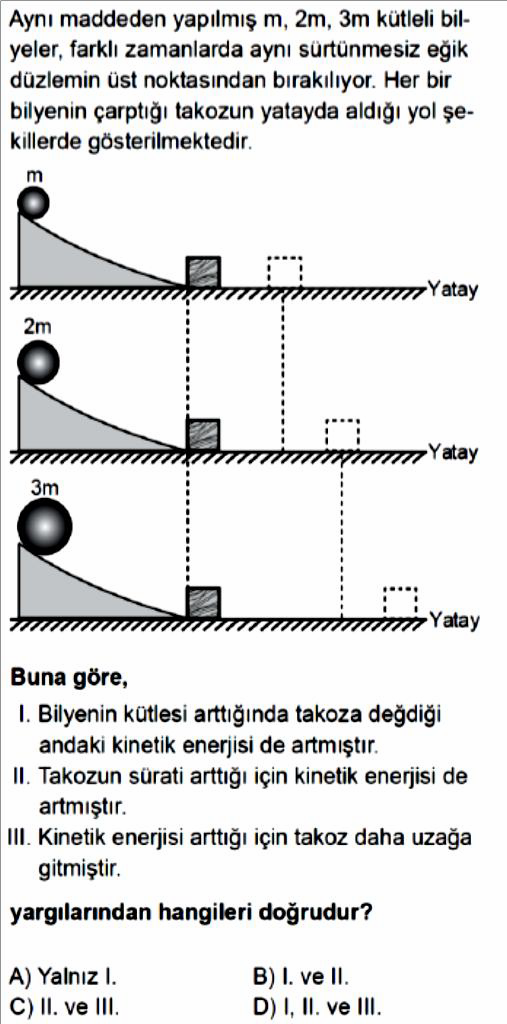 Aynı maddeden yapılmış m, 2m, 3m kütleli bil-
yeler, farklı zamanlarda aynı sürtünmesiz eğik
düzlemin üst noktasından bırakılıyor. Her bir
bilyenin çarptığı takozun yatayda aldığı yol şe-
killerde gösterilmektedir.
m
Yatay
2m
Yatay
3m
Yatay
Buna göre,
I. Bilyenin kütlesi arttığında takoza değdiği
andaki kinetik enerjisi de artmıştır.
II. Takozun sürati arttığı için kinetik enerjisi de
artmıştır.
III. Kinetik enerjisi arttığı için takoz daha uzağa
gitmiştir.
yargılarından hangileri doğrudur?
A) Yalnız I. B) I. ve II.
C) II. ve III. D) I, II. ve III.